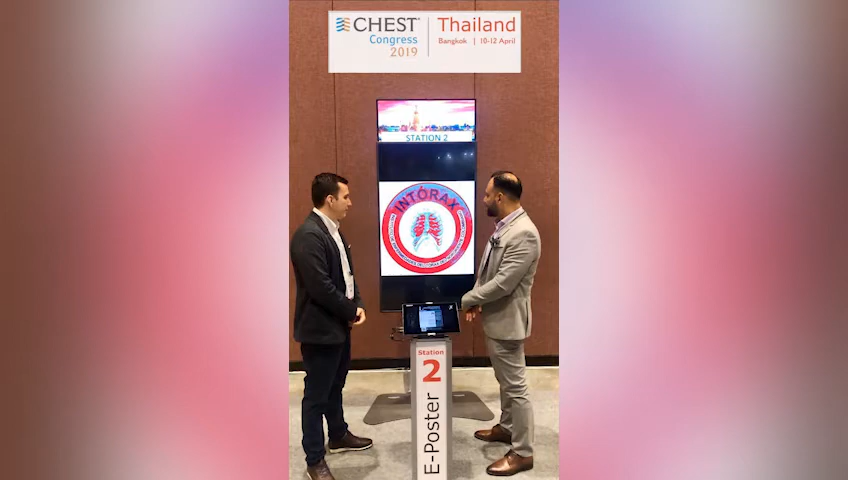 CHEST®
Congress
2019
Thailand
Bangkok | 10-12 April
STATION 2
INTÓRAX
Station
2
E-Poster